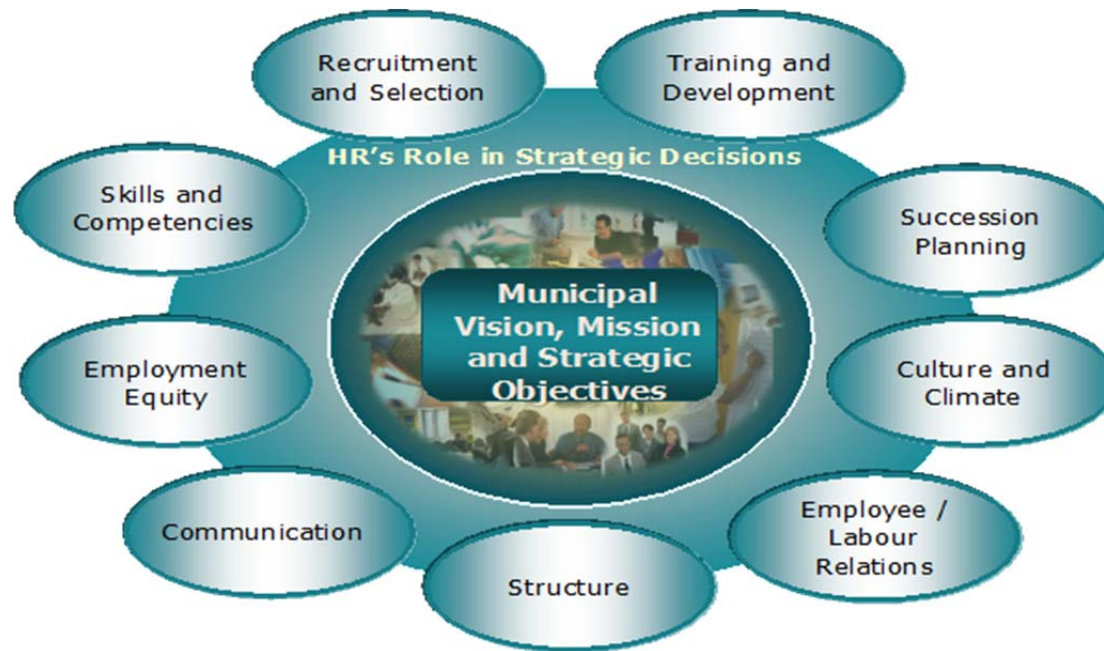 Recruitment
and Selection
Training and
Development
HR's Role in Strategic Decisions
Skills and
Competencies
Succession
Planning
Municipal
Vision, Mission
and Strategic
Objectives
Employment
Equity
Culture and
Climate
Communication
Structure
Employee /
Labour
Relations